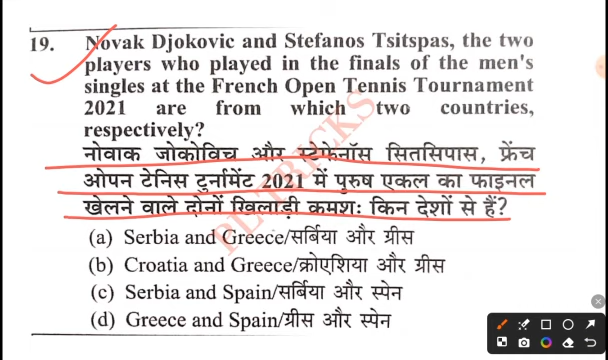 19. Novak Djokovic and Stefanos Tsitspas, the two
players who played in the finals of the men's
singles at the French Open Tennis Tournament
2021 are from which two countries,
respectively?
नोवाक जोकोविच और स्टेफेनॉस सितसिपास, फ्रेंच
ओपन टेनिस टुर्नामेंट 2021 में पुरुष एकल का फाइनल
खेलने वाले दोनों खिलाड़ी क्रमशः किन देशों से हैं?
(a) Serbia and Greece/सर्बिया और ग्रीस
(b) Croatia and Greece/क्रोएशिया और ग्रीस
(c) Serbia and Spain/सर्बिया और स्पेन
(d) Greece and Spain/ग्रीस और स्पेन